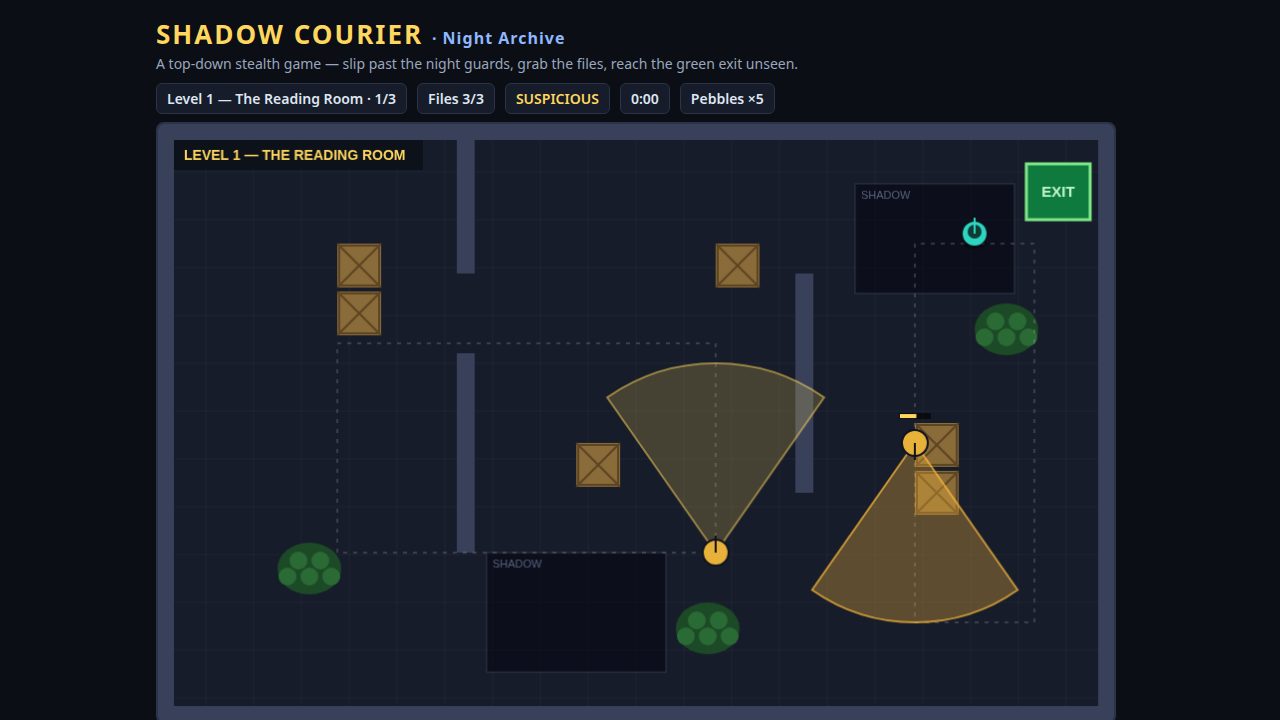 SHADOW COURIER · Night Archive
A top-down stealth game — slip past the night guards, grab the files, reach the green exit unseen.
Level 1 — The Reading Room · 1/3 Files 3/3 SUSPICIOUS 0:00 Pebbles ×5
LEVEL 1 — THE READING ROOM
SHADOW
EXIT
SHADOW